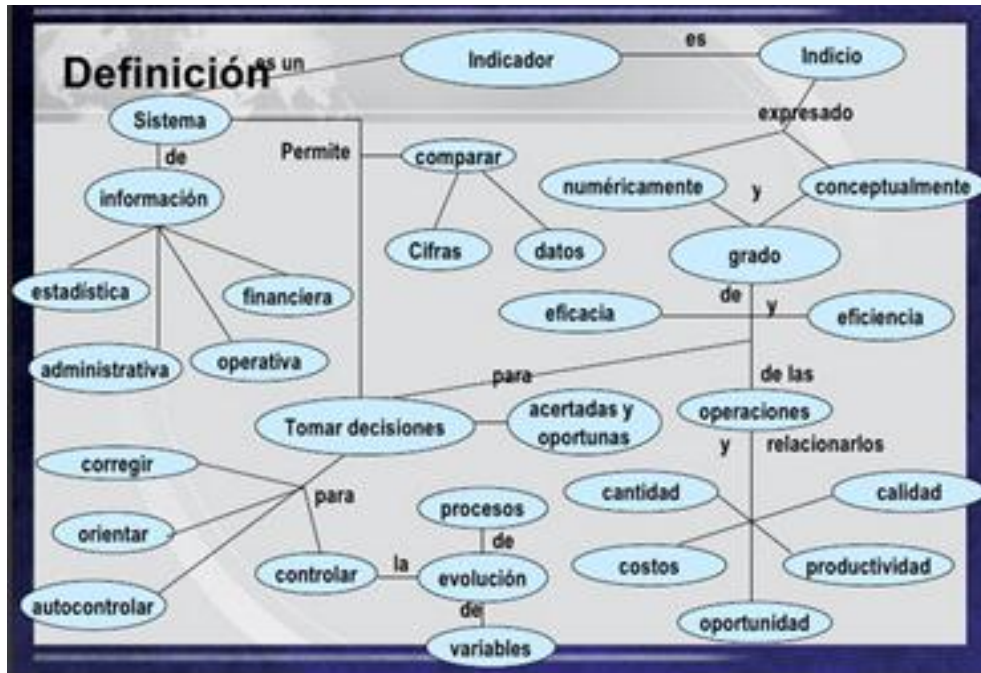 Definición
es un
Indicador
es
Indicio
Sistema
expresado
de
Permite
comparar
numéricamente
y
conceptualmente
información
Cifras
datos
grado
estadística
financiera
de
y
eficacia
eficiencia
administrativa
operativa
para
de las
Tomar decisiones
acertadas y
oportunas
operaciones
y
relacionarlos
corregir
para
procesos
cantidad
calidad
orientar
de
controlar
la
evolución
costos
productividad
autocontrolar
de
oportunidad
variables